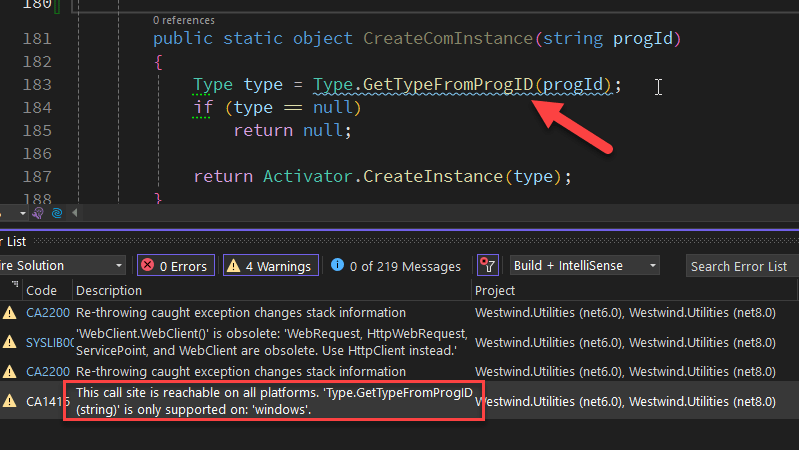 180
0 references
181 public static object CreateComInstance(string progId)
182 {
183 Type type = Type.GetTypeFromProgID(progId);
184 if (type == null)
185 return null;
186
187 return Activator.CreateInstance(type);
188 }
Error List
Entire Solution 0 Errors 4 Warnings 0 of 219 Messages Build + IntelliSense Search Error List
Code Description Project
CA2200 Re-throwing caught exception changes stack information Westwind.Utilities (net6.0), Westwind.Utilities (net8.0)
'WebClient.WebClient()' is obsolete: 'WebRequest, HttpWebRequest,
SYSLIB00 ServicePoint, and WebClient are obsolete. Use HttpClient instead.' Westwind.Utilities (net6.0), Westwind.Utilities (net8.0)
CA2200 Re-throwing caught exception changes stack information Westwind.Utilities (net6.0), Westwind.Utilities (net8.0)
This call site is reachable on all platforms. 'Type.GetTypeFromProgID
CA1416 (string)' is only supported on: 'windows'. Westwind.Utilities (net6.0), Westwind.Utilities (net8.0)